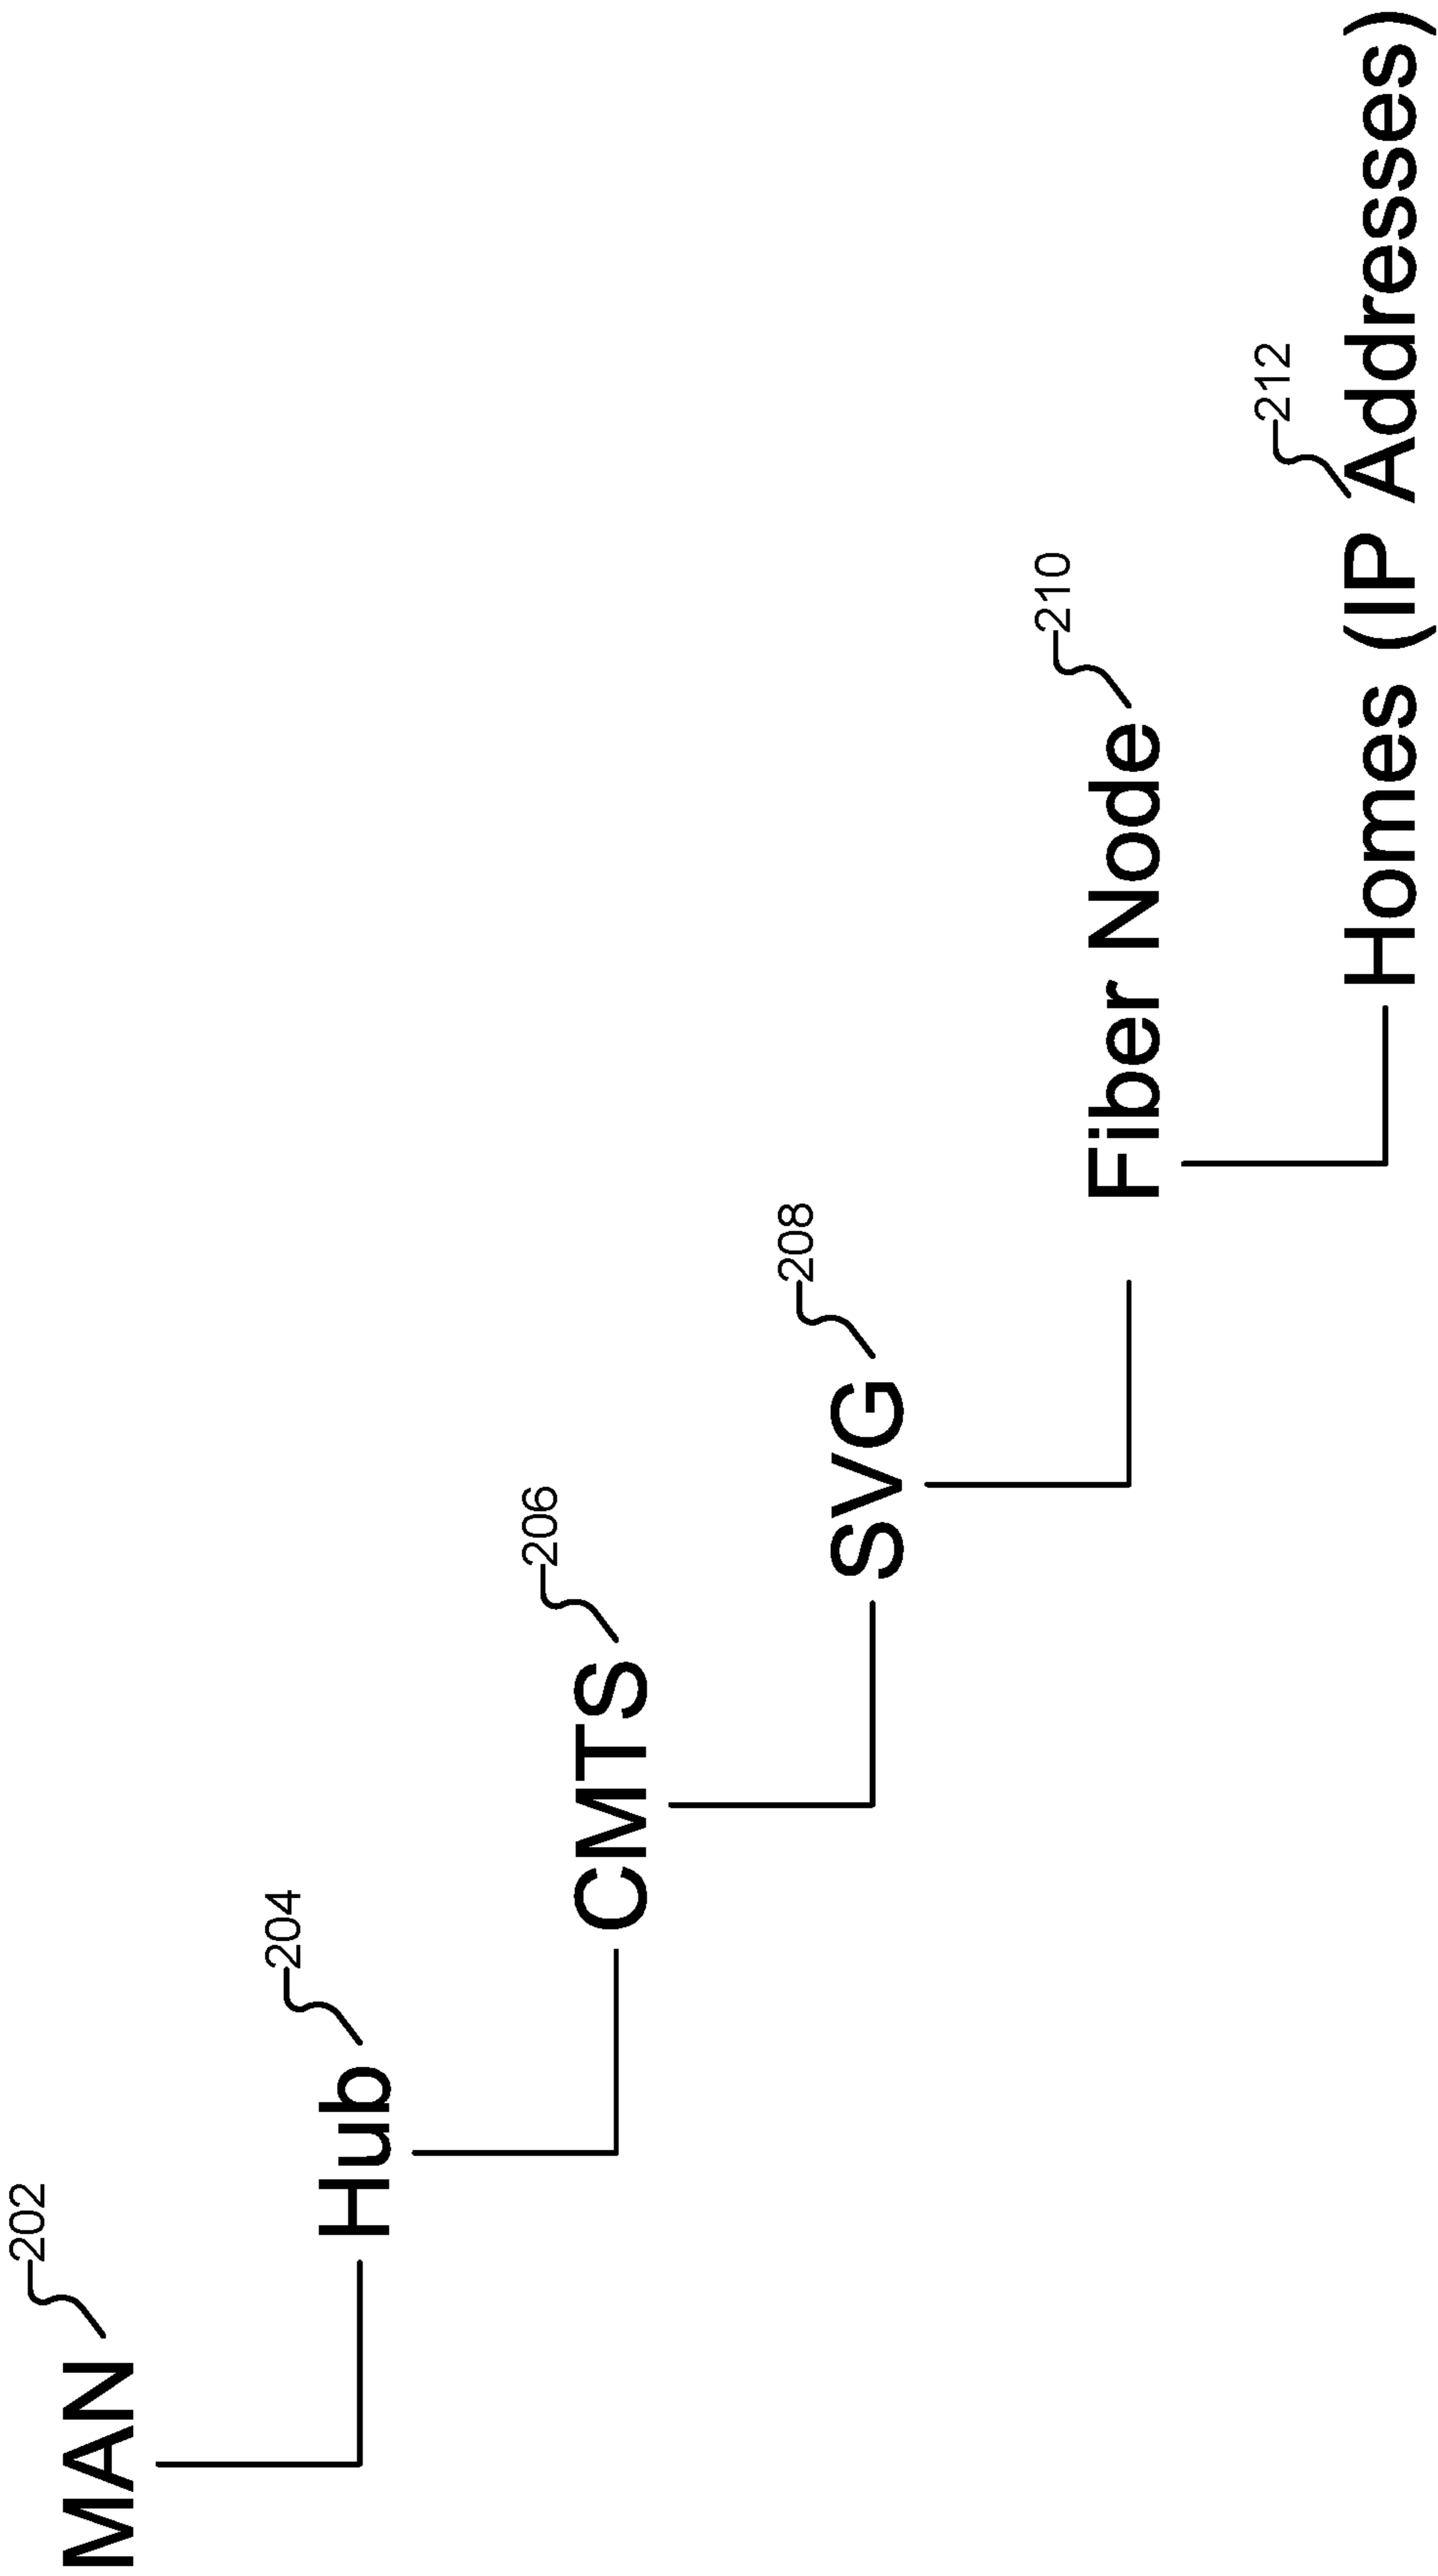 MAN
202
Hub
204
CMTS
206
SVG
208
Fiber Node
210
Homes (IP Addresses)
212